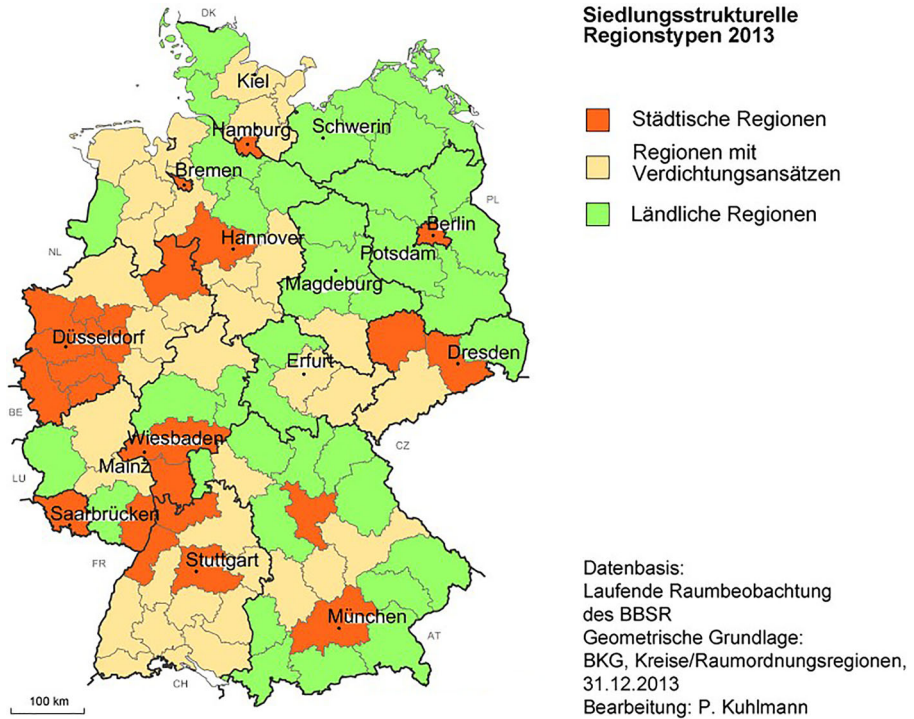 Siedlungsstrukturelle
Regionstypen 2013
Städtische Regionen
Regionen mit
Verdichtungsansätzen
Ländliche Regionen
DK
Kiel
Hamburg
Schwerin
Bremen
PL
Berlin
Hannover
NL
Potsdam
Magdeburg
Düsseldorf
Dresden
Erfurt
BE
Wiesbaden
CZ
Mainz
LU
Saarbrücken
FR
Stuttgart
München
AT
CH
100 km
Datenbasis:
Laufende Raumbeobachtung
des BBSR
Geometrische Grundlage:
BKG, Kreise/Raumordnungsregionen,
31.12.2013
Bearbeitung: P. Kuhlmann